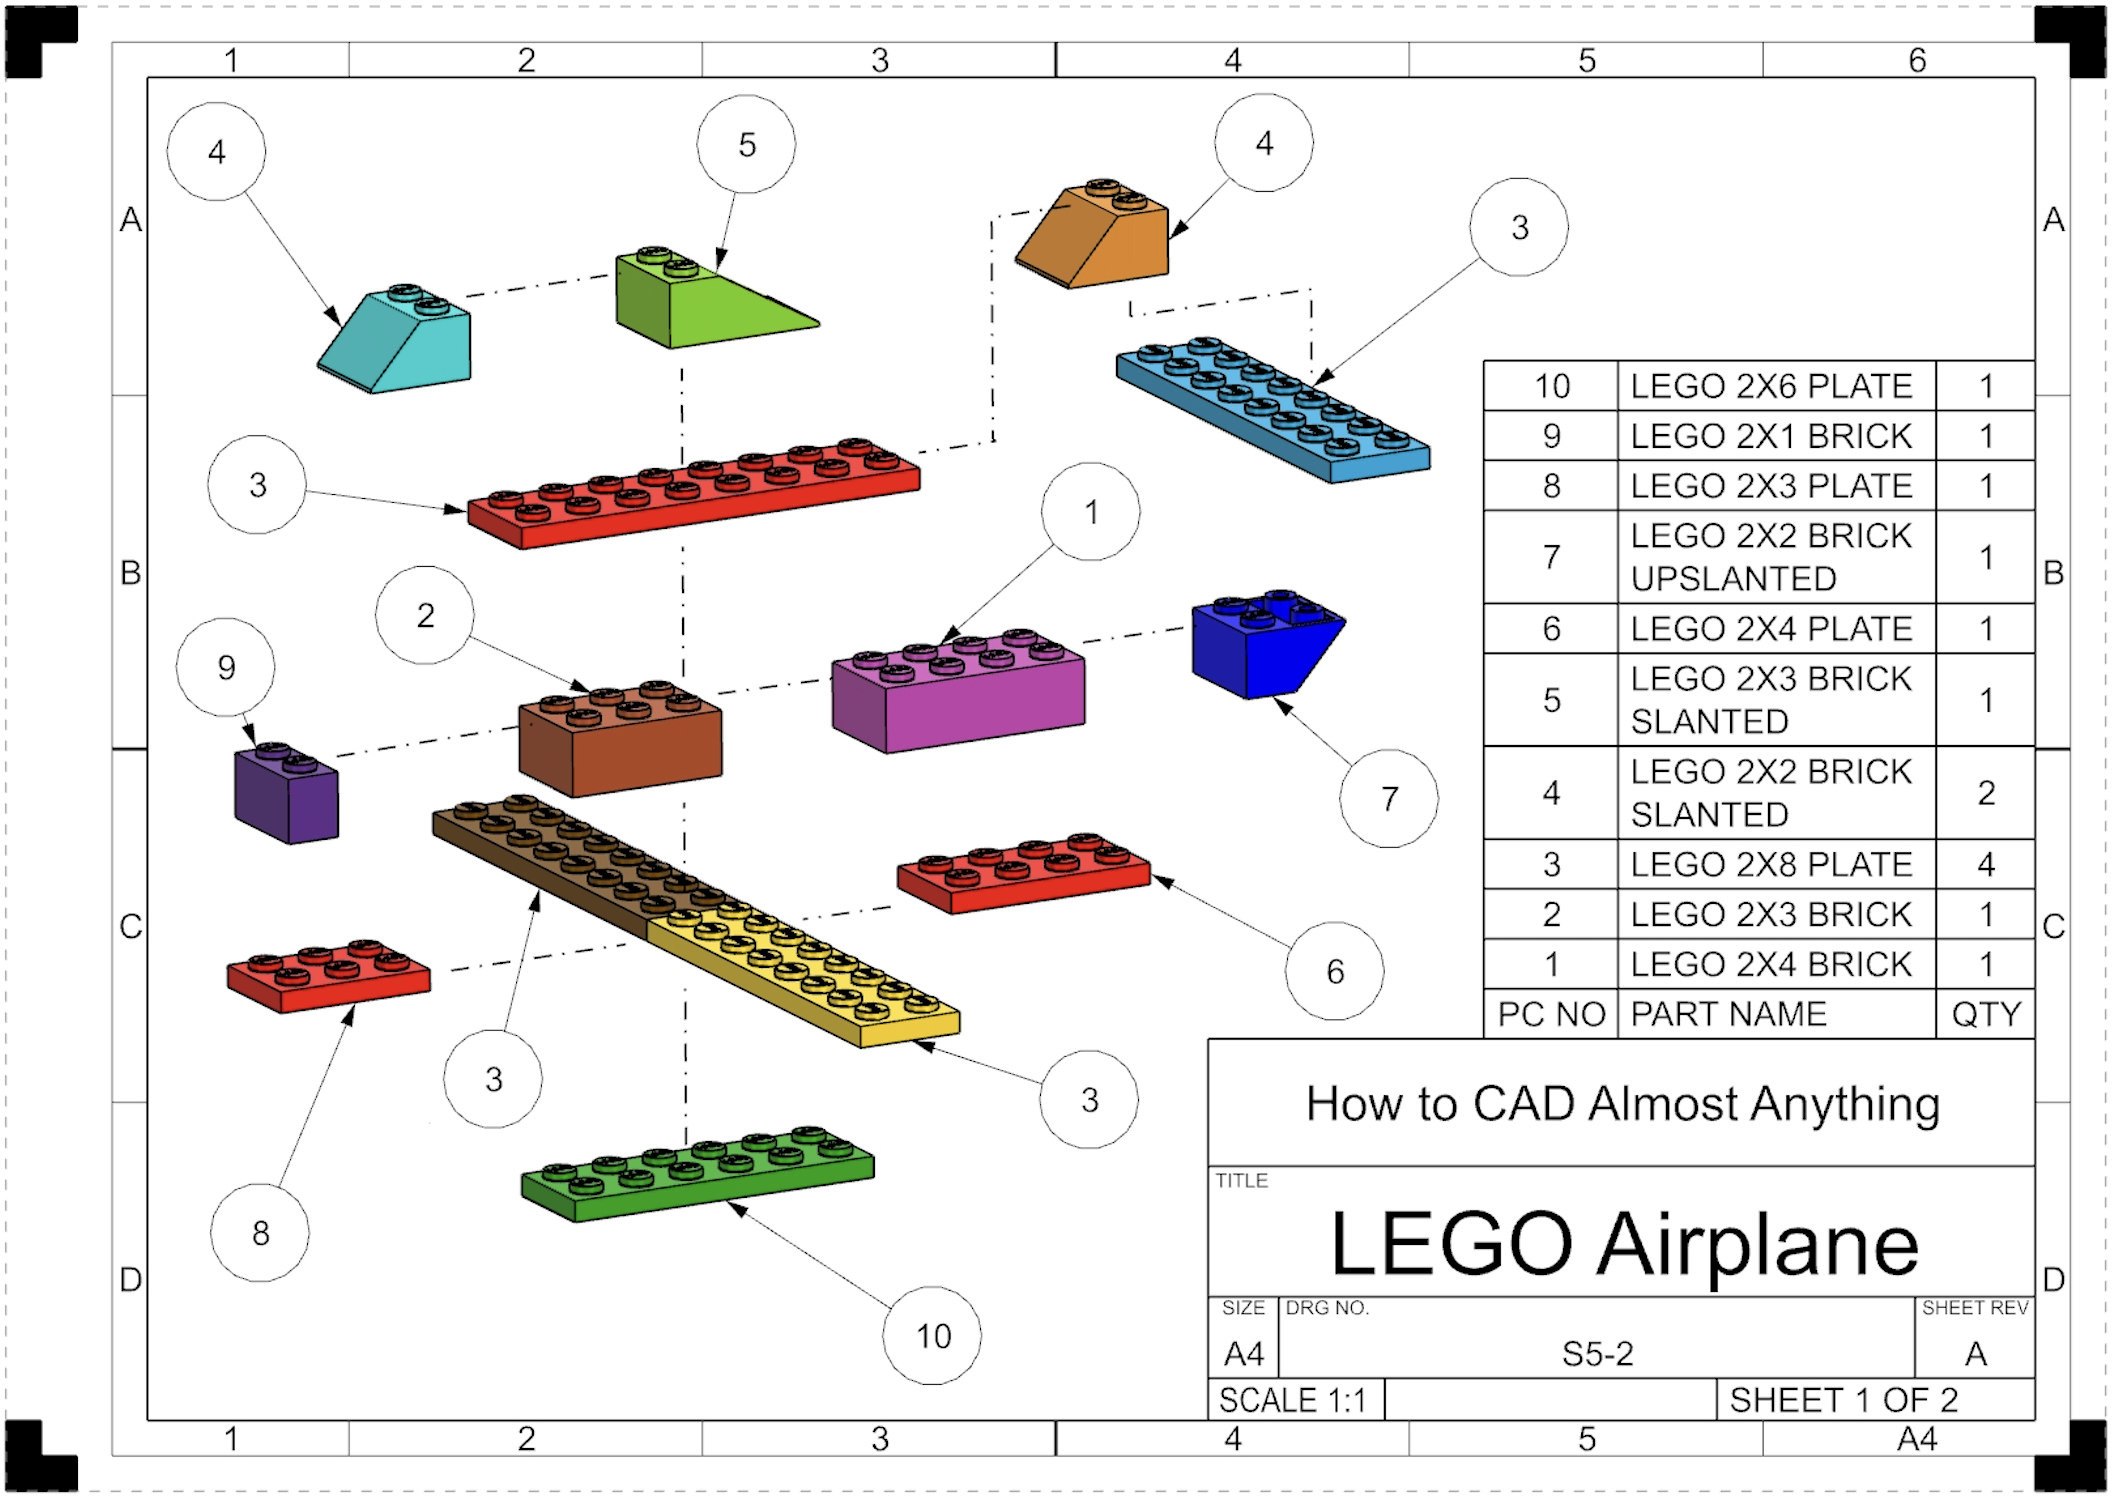 1 2 3 4 5 6
A A
4 5 4 3
3 1
B B
2 9 7
C C
3 6 8 3
10
D D
10 LEGO 2X6 PLATE 1
9 LEGO 2X1 BRICK 1
8 LEGO 2X3 PLATE 1
7 LEGO 2X2 BRICK
UPSLANTED 1
6 LEGO 2X4 PLATE 1
5 LEGO 2X3 BRICK
SLANTED 1
4 LEGO 2X2 BRICK
SLANTED 2
3 LEGO 2X8 PLATE 4
2 LEGO 2X3 BRICK 1
1 LEGO 2X4 BRICK 1
PC NO PART NAME QTY
How to CAD Almost Anything
TITLE
LEGO Airplane
SIZE DRG NO. SHEET REV
A4 S5-2 A
SCALE 1:1 SHEET 1 OF 2
1 2 3 4 5 A4